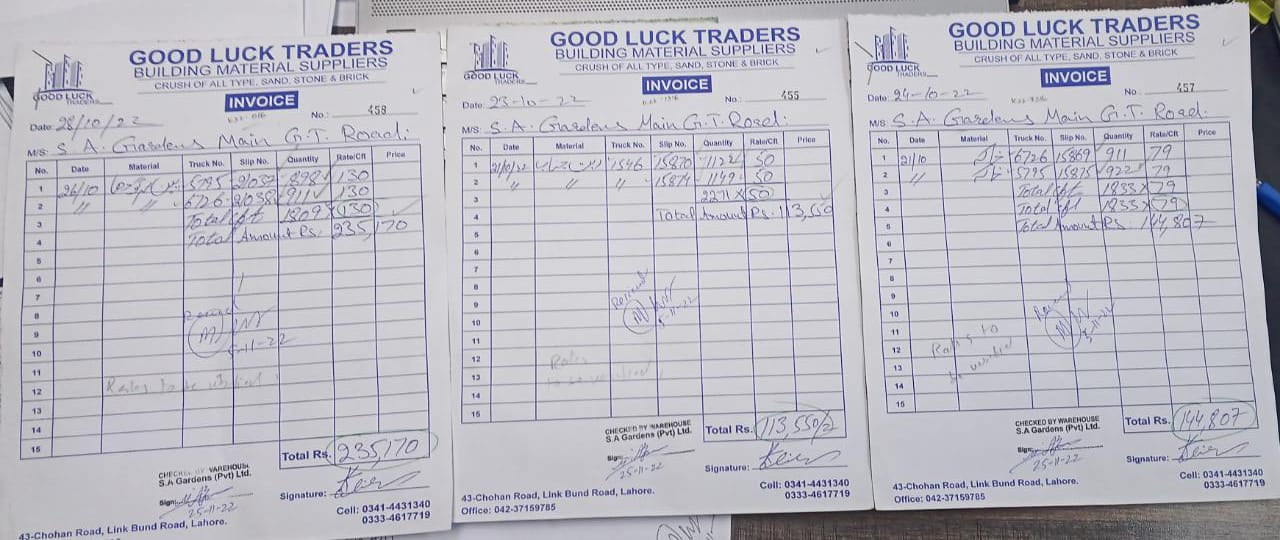 GOOD LUCK TRADERS
GOOD LUCK TRADERS
BUILDING MATERIAL SUPPLIERS
CRUSH OF ALL TYPE, SAND, STONE & BRICK
INVOICE
No.: 458
Date: 28/10/22
M/S: S. A. Gardens Main G.T. Road.
No. Date Material Truck No. Slip No. Quantity Rate/Cft Price
1 26/10 5795 21037 898 130
2 " " 6726 21038 911 130
3 Total cft 1809 x 130
4 Total Amount Rs. 235,170
5
6
7
8 Received
9
10 5-11-22
11
12 Rates to be verified
13
14
15
Total Rs. 235,170
CHECKED BY WAREHOUSE
S.A Gardens (Pvt) Ltd.
Sign:
25-11-22
Signature:
Cell: 0341-4431340
0333-4617719
43-Chohan Road, Link Bund Road, Lahore.
GOOD LUCK TRADERS
GOOD LUCK TRADERS
BUILDING MATERIAL SUPPLIERS
CRUSH OF ALL TYPE, SAND, STONE & BRICK
INVOICE
Date: 23-10-22
No.: 455
M/S: S. A. Gardens Main G.T. Road.
No. Date Material Truck No. Slip No. Quantity Rate/Cft Price
1 1546 15870 1122 50
2 " " " 15874 1149 50
3 2271 x 50
4 Total Amount Rs. 113,550
5
6
7
8 Received
9
10 5-11-22
11
12 Rates
13 to be verified
14
15
Total Rs. 113,550/2
CHECKED BY WAREHOUSE
S.A Gardens (Pvt) Ltd.
Sign:
25-11-22
Signature:
Cell: 0341-4431340
0333-4617719
43-Chohan Road, Link Bund Road, Lahore.
Office: 042-37159785
GOOD LUCK TRADERS
GOOD LUCK TRADERS
BUILDING MATERIAL SUPPLIERS
CRUSH OF ALL TYPE, SAND, STONE & BRICK
INVOICE
Date: 24-10-22
No.: 457
M/S: S. A. Gardens Main G.T. Road.
No. Date Material Truck No. Slip No. Quantity Rate/Cft Price
1 21/10 6726 15869 911 79
2 " 5795 15875 922 79
3 Total cft 1833 x 79
4 Total cft 1833 x 79
5 Total Amount Rs. 144,807
6
7
8
9 Received
10
11 5-11-22
12 Rates to
13 be verified
14
15
Total Rs. 144,807
CHECKED BY WAREHOUSE
S.A Gardens (Pvt) Ltd.
Sign:
25-11-22
Signature:
Cell: 0341-4431340
0333-4617719
43-Chohan Road, Link Bund Road, Lahore.
Office: 042-37159785